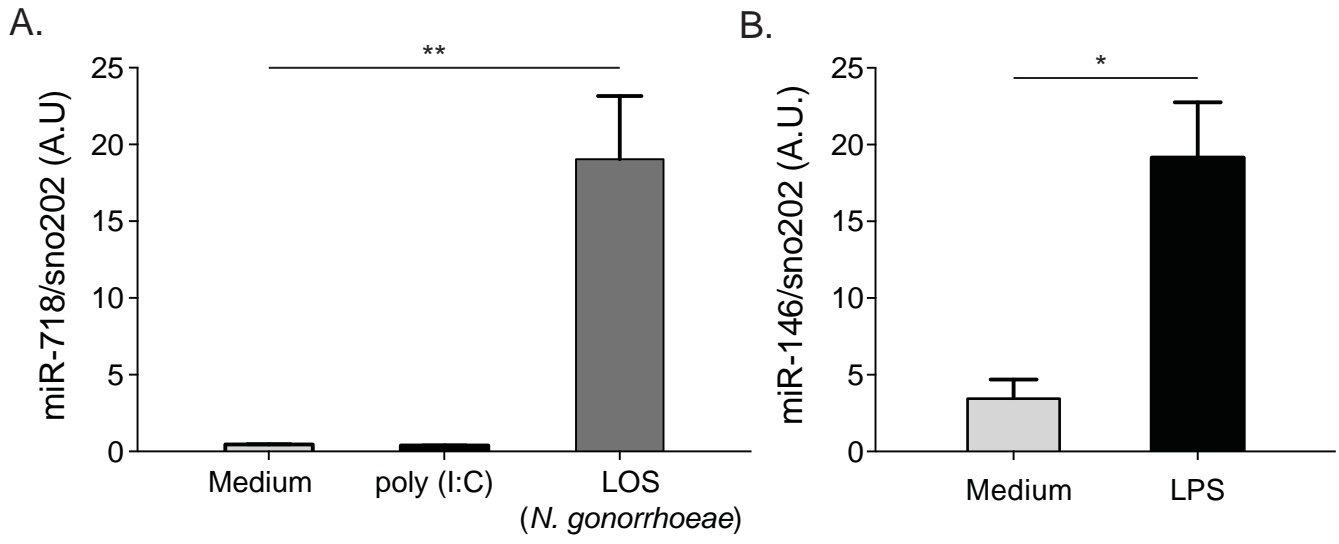 A.
miR-718/sno202 (A.U)
25
20
15
10
5
0
**
Medium
poly (I:C)
LOS
(N. gonorrhoeae)
B.
miR-146/sno202 (A.U.)
25
20
15
10
5
0
*
Medium
LPS